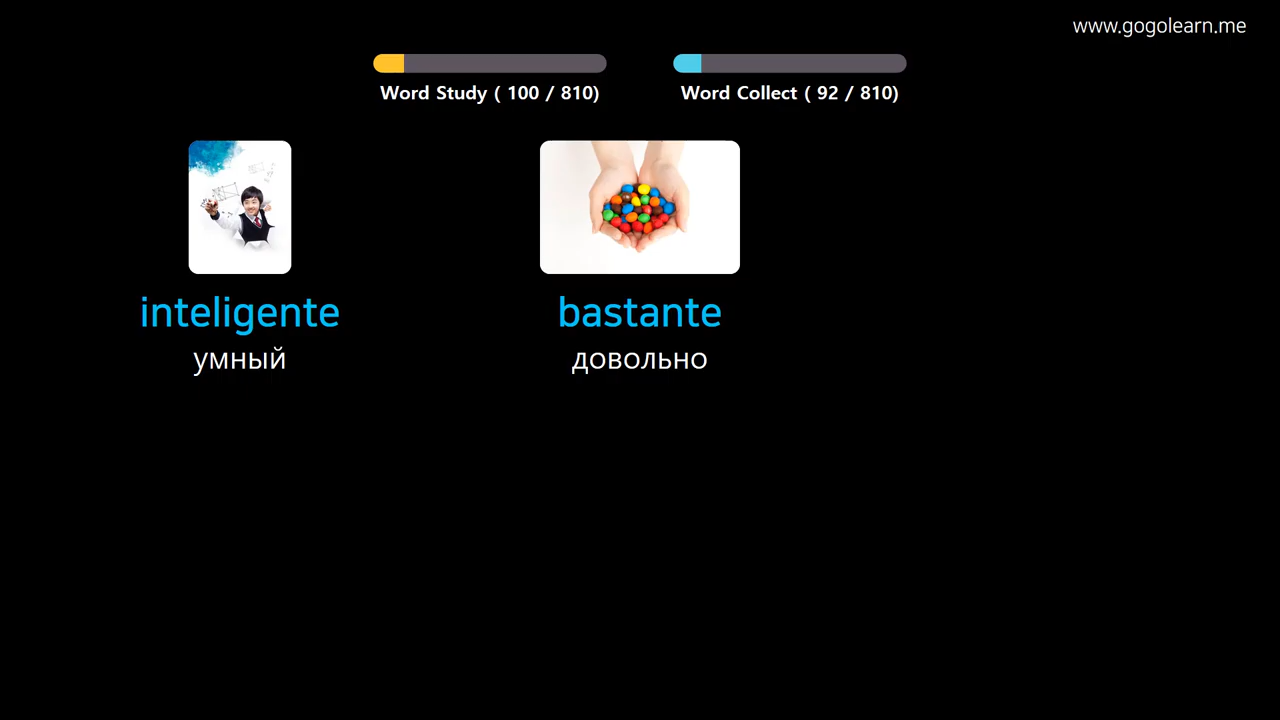 www.gogolearn.me
Word Study ( 100 / 810)
Word Collect ( 92 / 810)
inteligente
умный
bastante
довольно